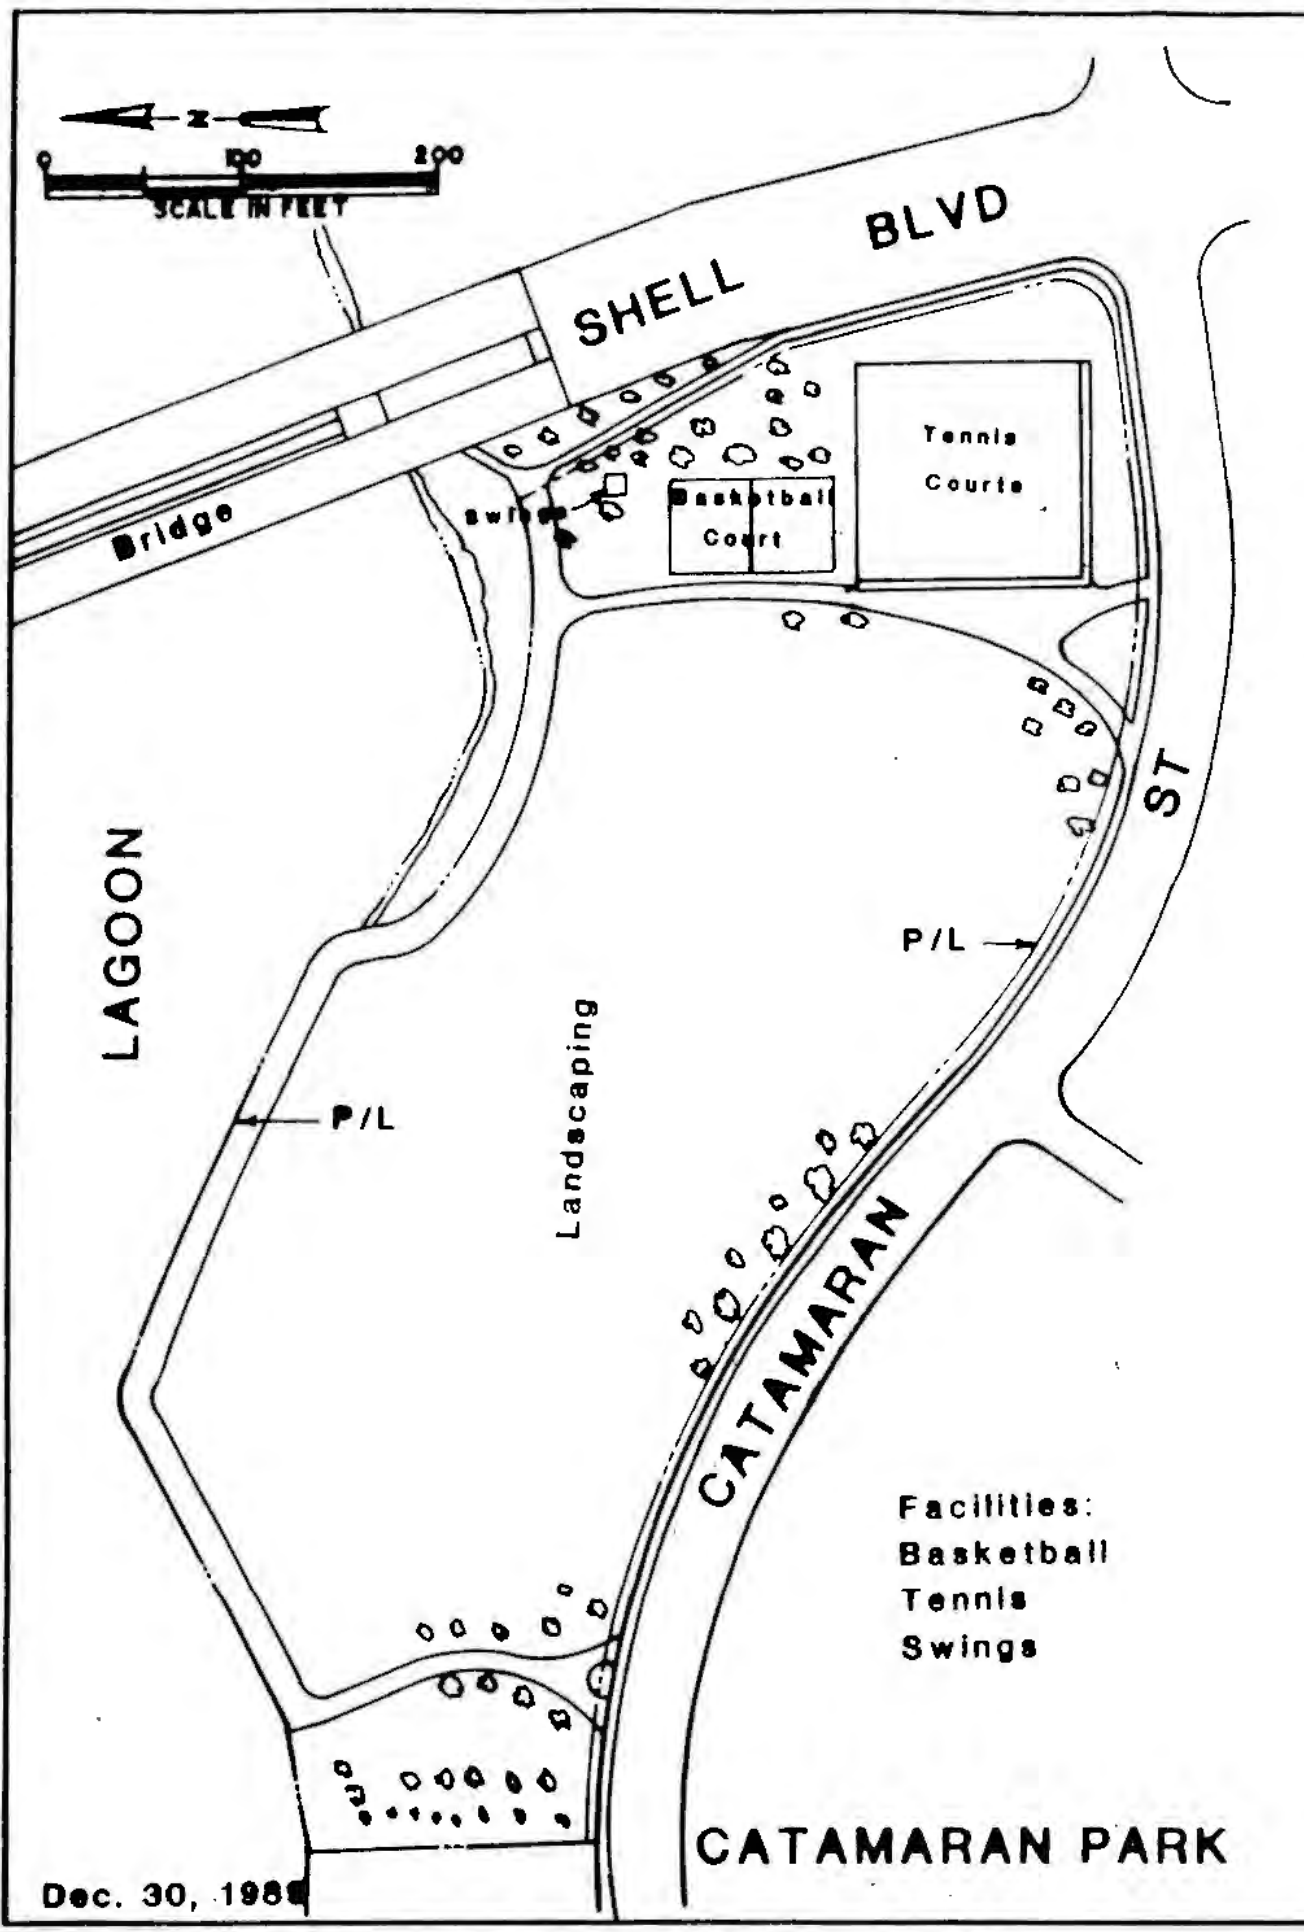 N
0 100 200
SCALE IN FEET
SHELL BLVD
Bridge
Swings
Basketball
Court
Tennis
Courts
LAGOON
ST
P/L
P/L
Landscaping
CATAMARAN
Facilities:
Basketball
Tennis
Swings
CATAMARAN PARK
Dec. 30,